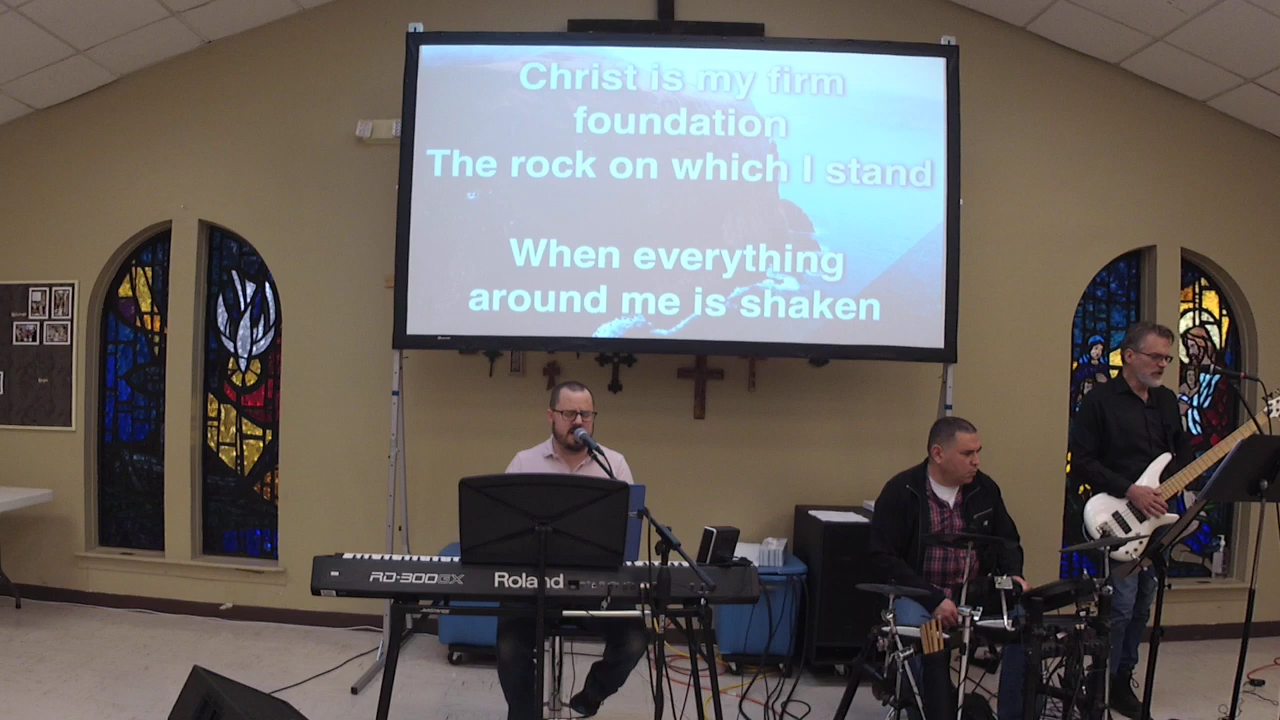 Christ is my firm
foundation
The rock on which I stand
When everything
around me is shaken
RD-300GX
Roland